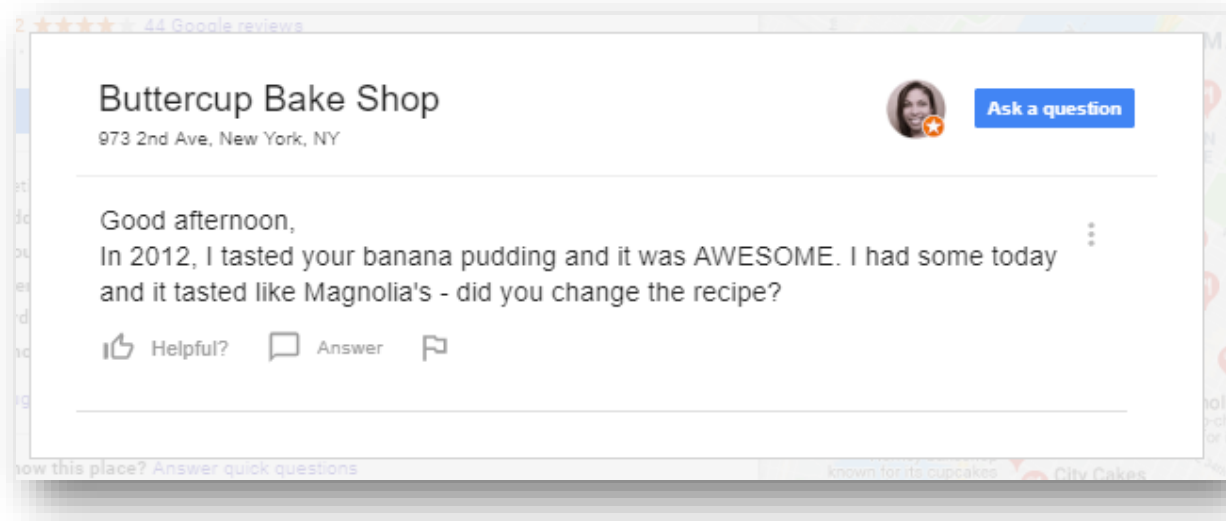 2 ★★★★★ 44 Google reviews
Buttercup Bake Shop
973 2nd Ave, New York, NY
Ask a question
Good afternoon,
In 2012, I tasted your banana pudding and it was AWESOME. I had some today
and it tasted like Magnolia's - did you change the recipe?
Helpful?
Answer
now this place? Answer quick questions
known for its cupcakes
City Cakes